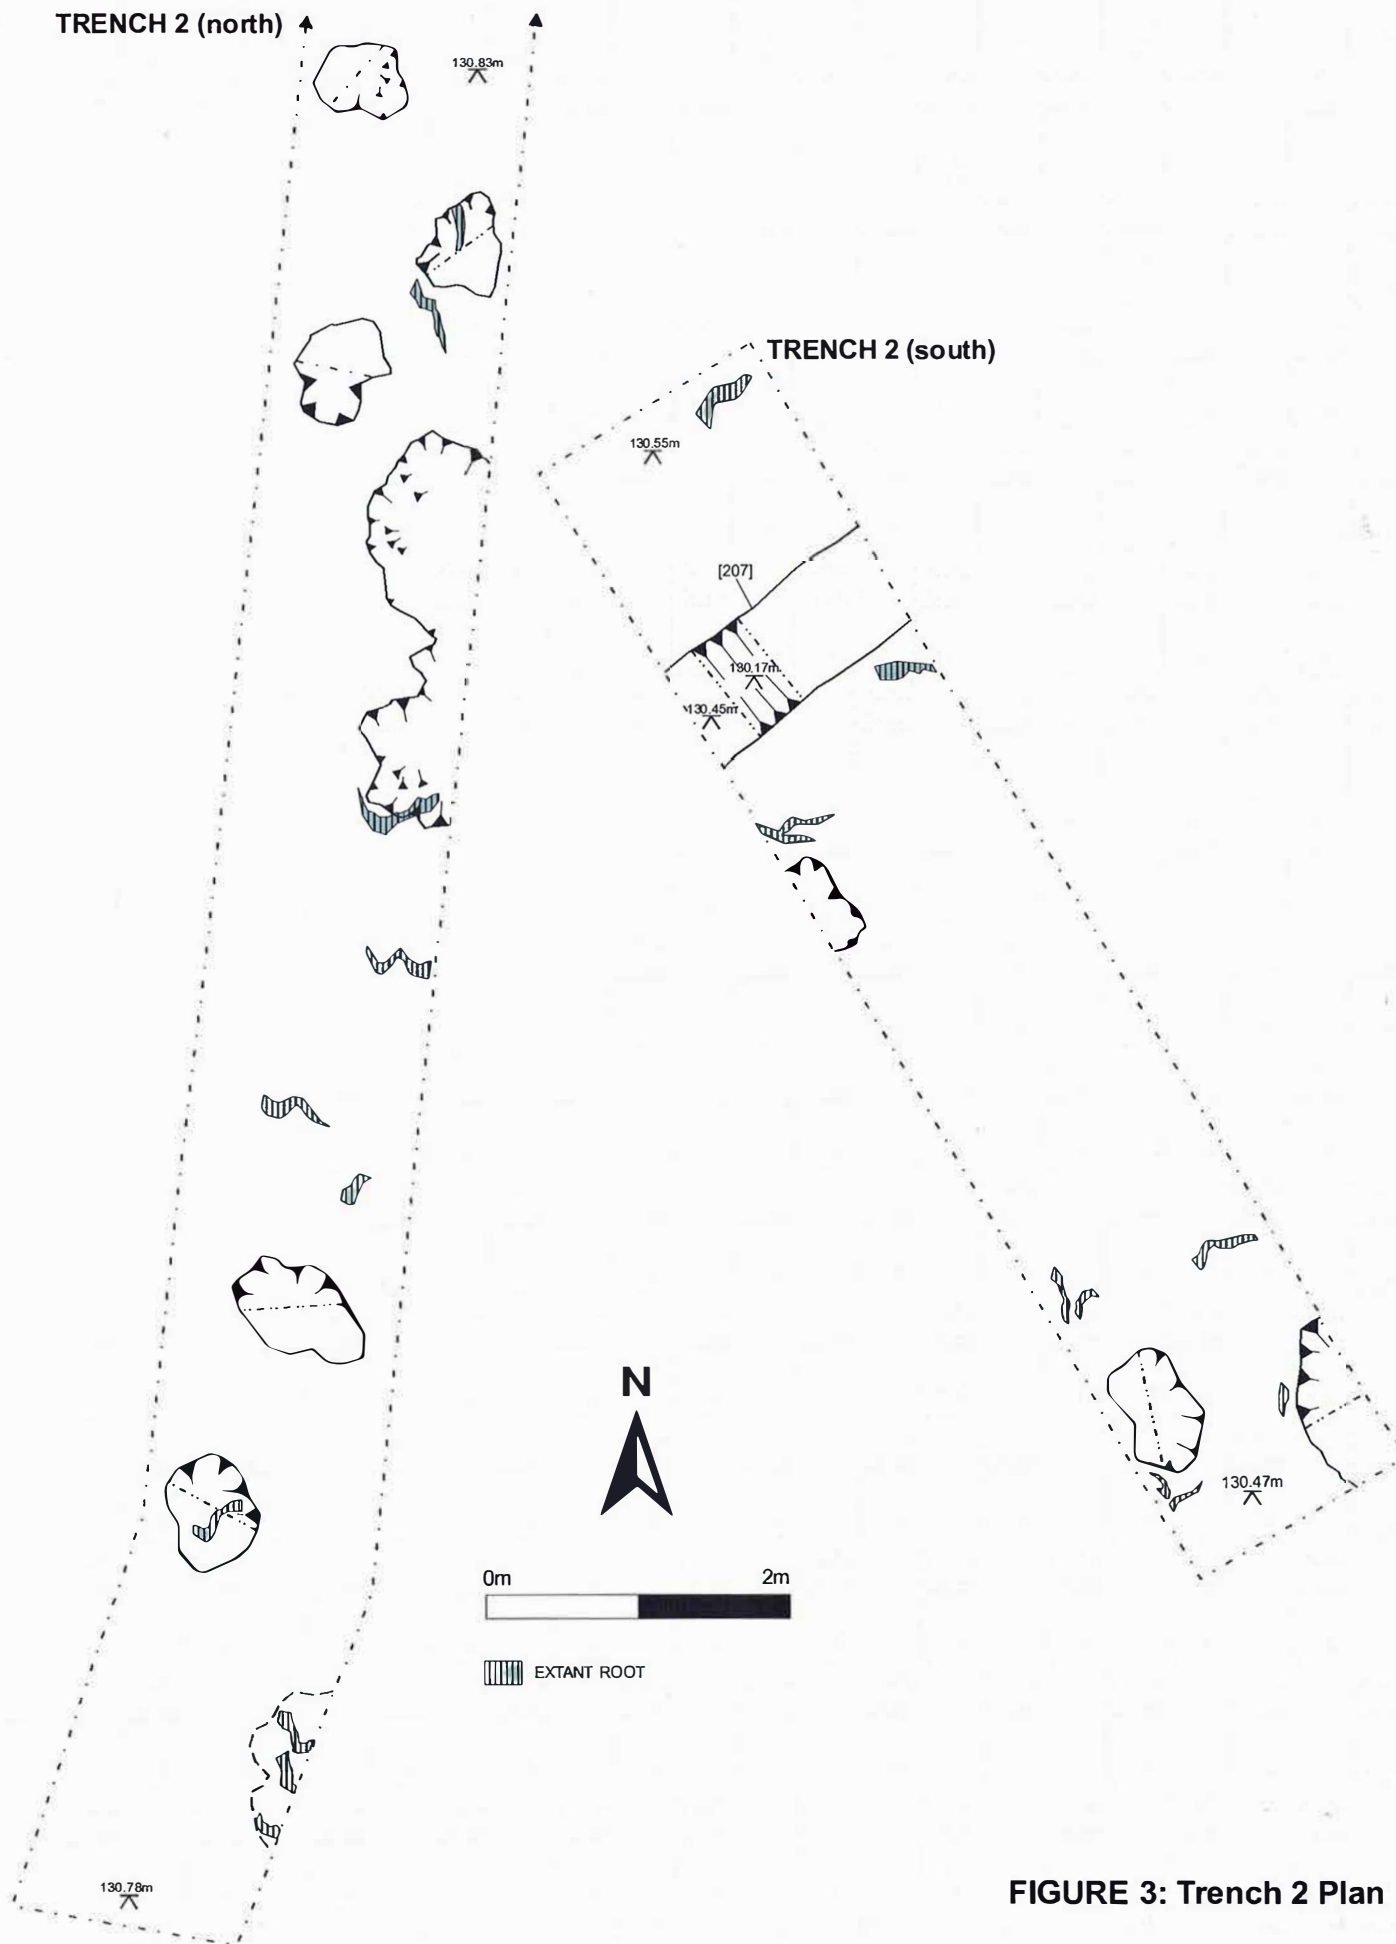 TRENCH 2 (north)
130.83m
TRENCH 2 (south)
130.55m
[207]
130.17m
130.45m
N
130.47m
0m 2m
EXTANT ROOT
130.78m
FIGURE 3: Trench 2 Plan